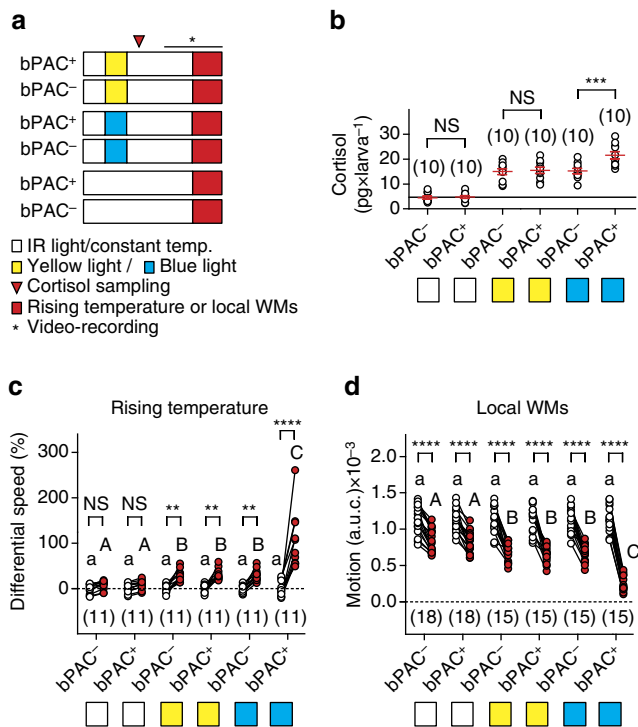 a
*
bPAC+
bPAC−
bPAC+
bPAC−
bPAC+
bPAC−
IR light/constant temp.
Yellow light / Blue light
Cortisol sampling
Rising temperature or local WMs
* Video-recording
b
***
NS NS
(10) (10) (10) (10) (10) (10)
Cortisol
(pg×larva−1)
30
20
10
0
bPAC− bPAC+ bPAC− bPAC+ bPAC− bPAC+
c
Rising temperature
****
NS NS ** ** ** C
a A a A a B a B a B a
Differential speed (%)
300
200
100
0
(11) (11) (11) (11) (11) (11)
bPAC− bPAC+ bPAC− bPAC+ bPAC− bPAC+
d
Local WMs
**** **** **** **** **** ****
a A a A a B a B a B a C
Motion (a.u.c.)×10−3
2.0
1.5
1.0
0.5
0.0
(18) (18) (15) (15) (15) (15)
bPAC− bPAC+ bPAC− bPAC+ bPAC− bPAC+